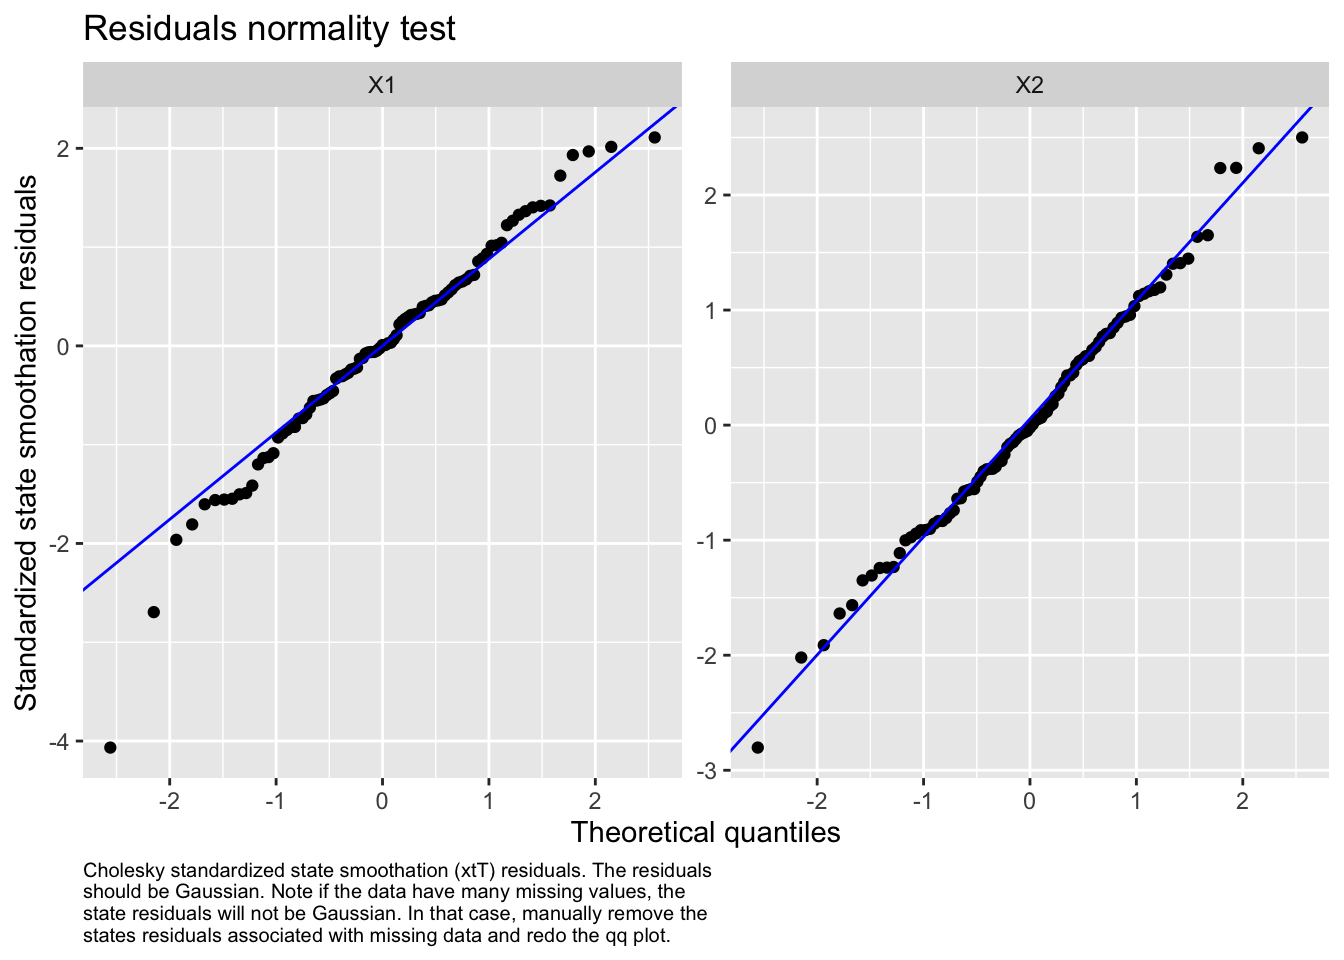 Residuals normality test
X1
X2
Standardized state smoothation residuals
2
0
-2
-4
2
1
0
-1
-2
-3
-2
-1
0
1
2
-2
-1
0
1
2
Theoretical quantiles
Cholesky standardized state smoothation (xtT) residuals. The residuals
should be Gaussian. Note if the data have many missing values, the
state residuals will not be Gaussian. In that case, manually remove the
states residuals associated with missing data and redo the qq plot.